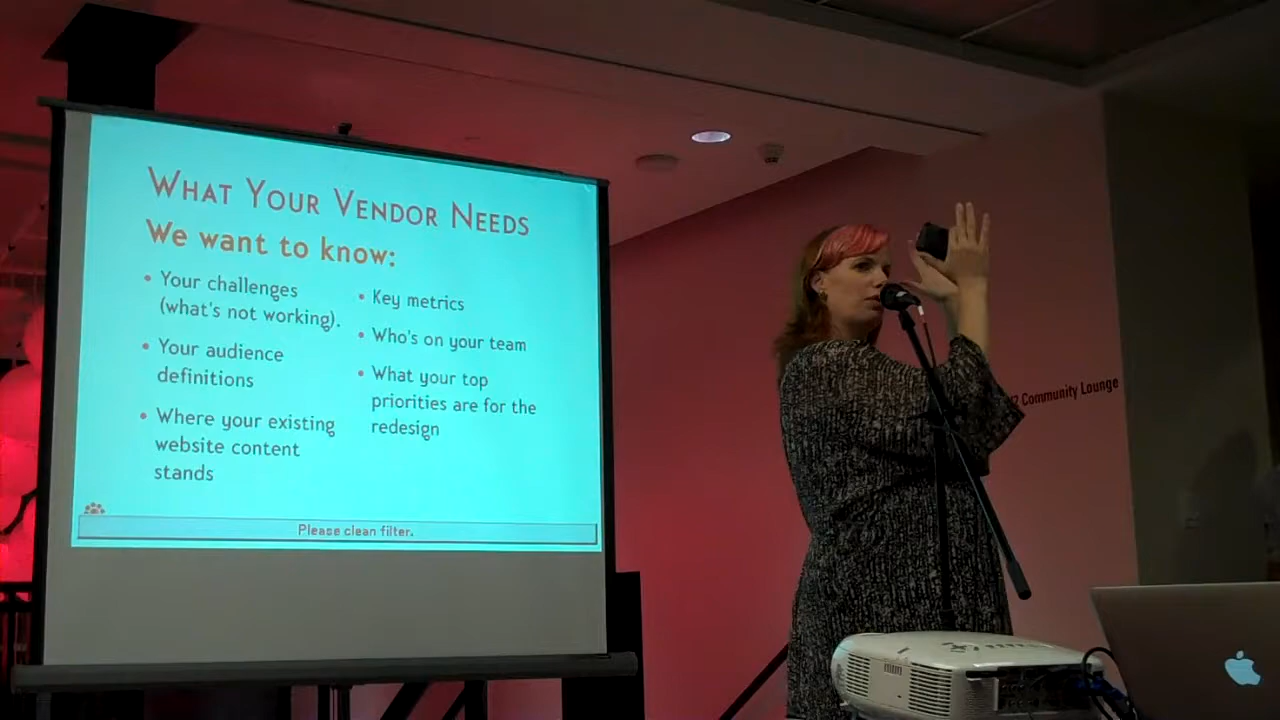 What Your Vendor Needs
We want to know:
• Your challenges
(what's not working).
• Your audience
definitions
• Where your existing
website content
stands
• Key metrics
• Who's on your team
• What your top
priorities are for the
redesign
Please clean filter.
Community Lounge